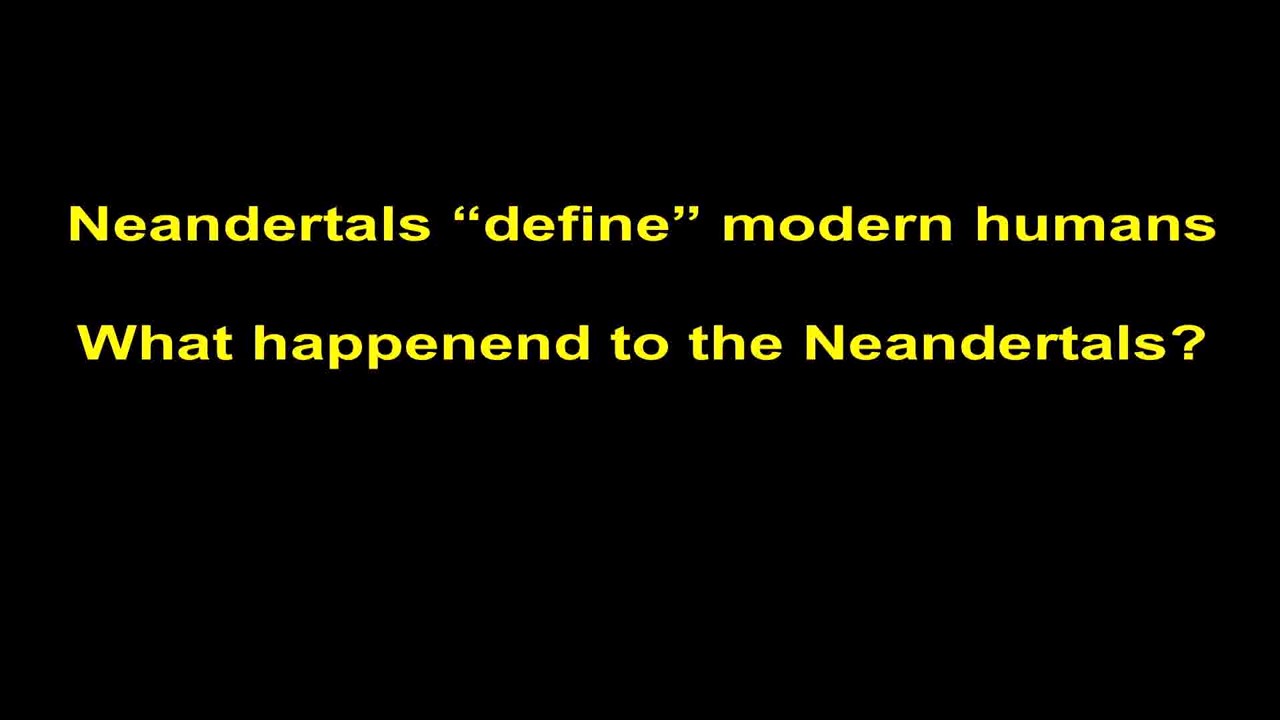 Neandertals “define” modern humans
What happenend to the Neandertals?